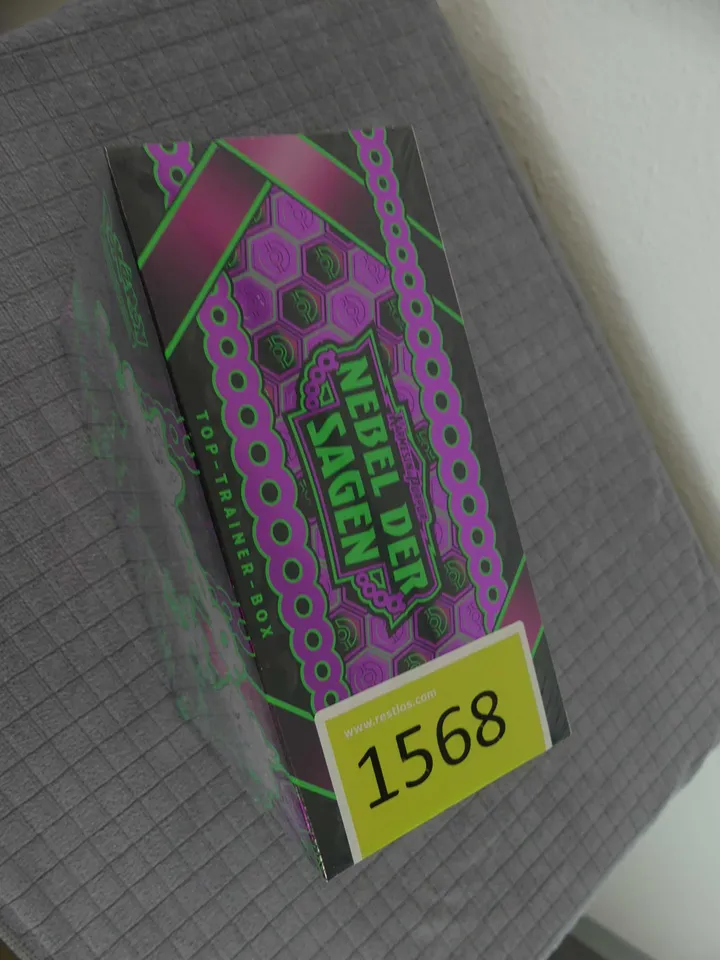 NEBEL DER
SAGEN
TOP-TRAINER-BOX
www.restlos.com
1568